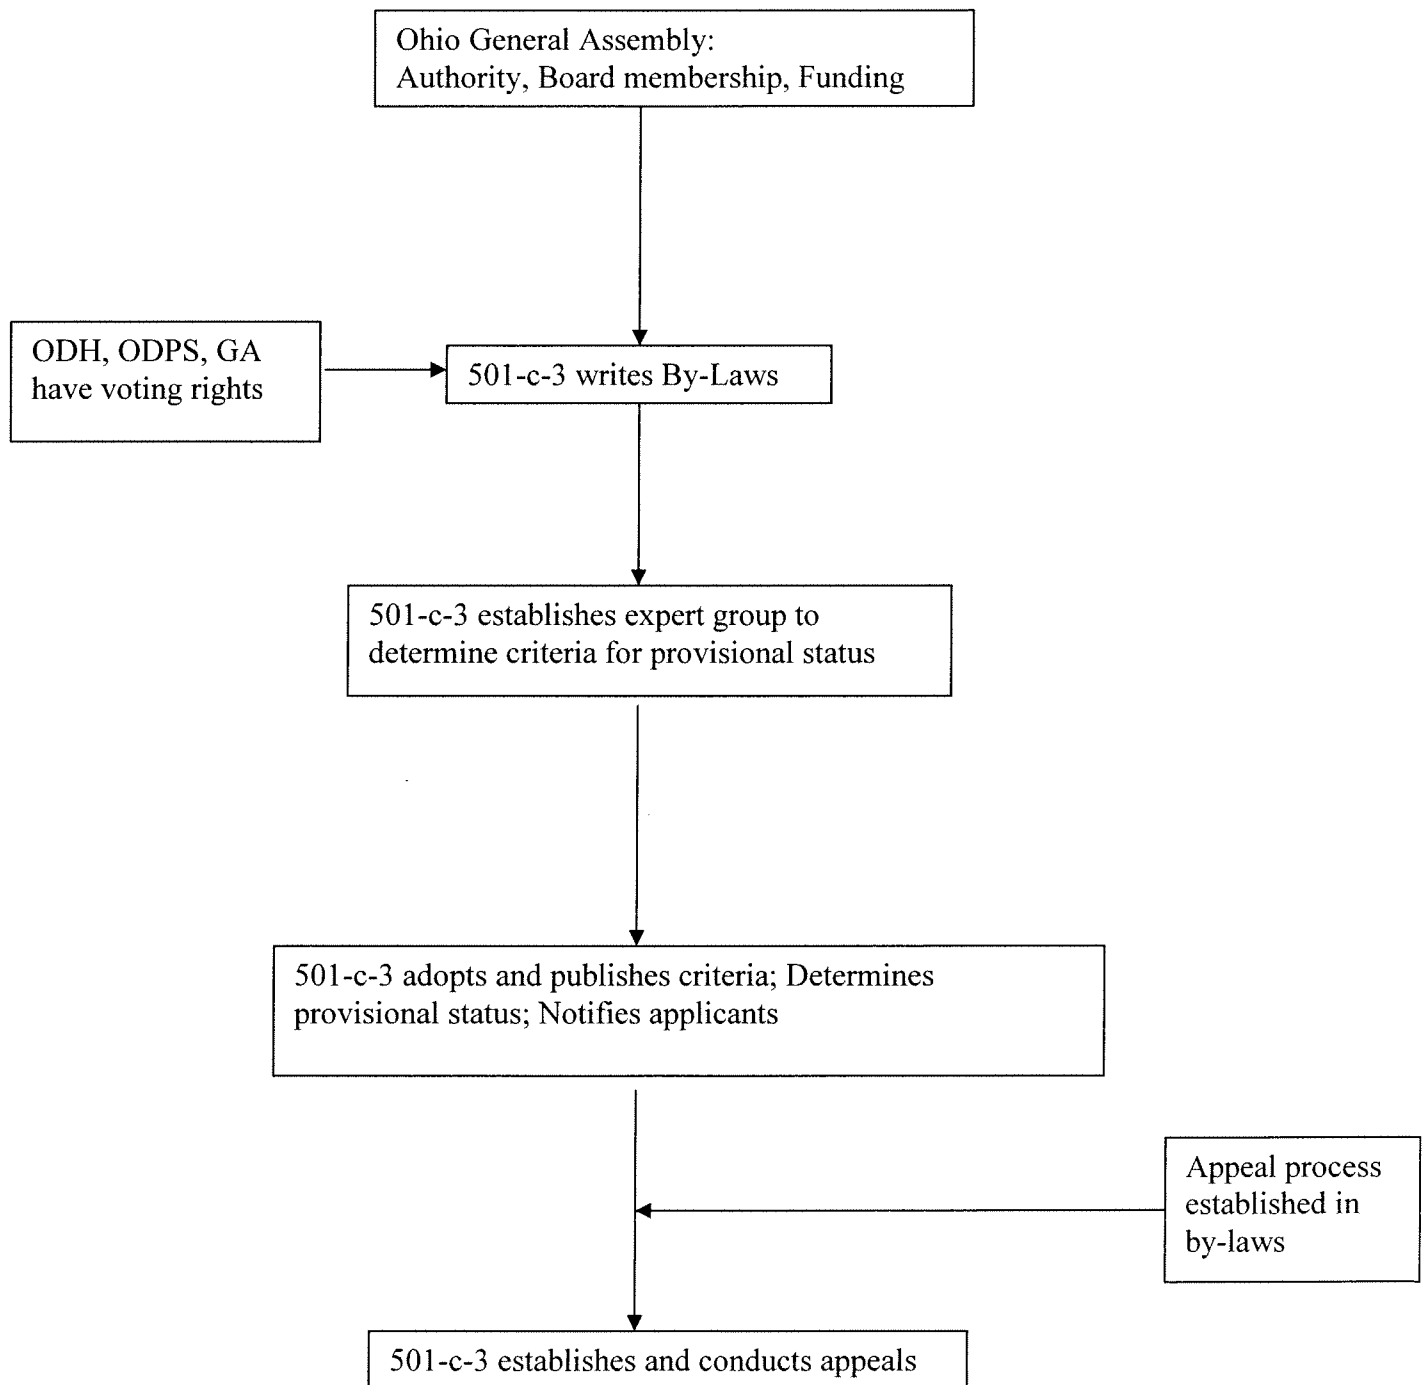 Ohio General Assembly:
Authority, Board membership, Funding
ODH, ODPS, GA
have voting rights
501-c-3 writes By-Laws
501-c-3 establishes expert group to
determine criteria for provisional status
501-c-3 adopts and publishes criteria; Determines
provisional status; Notifies applicants
Appeal process
established in
by-laws
501-c-3 establishes and conducts appeals